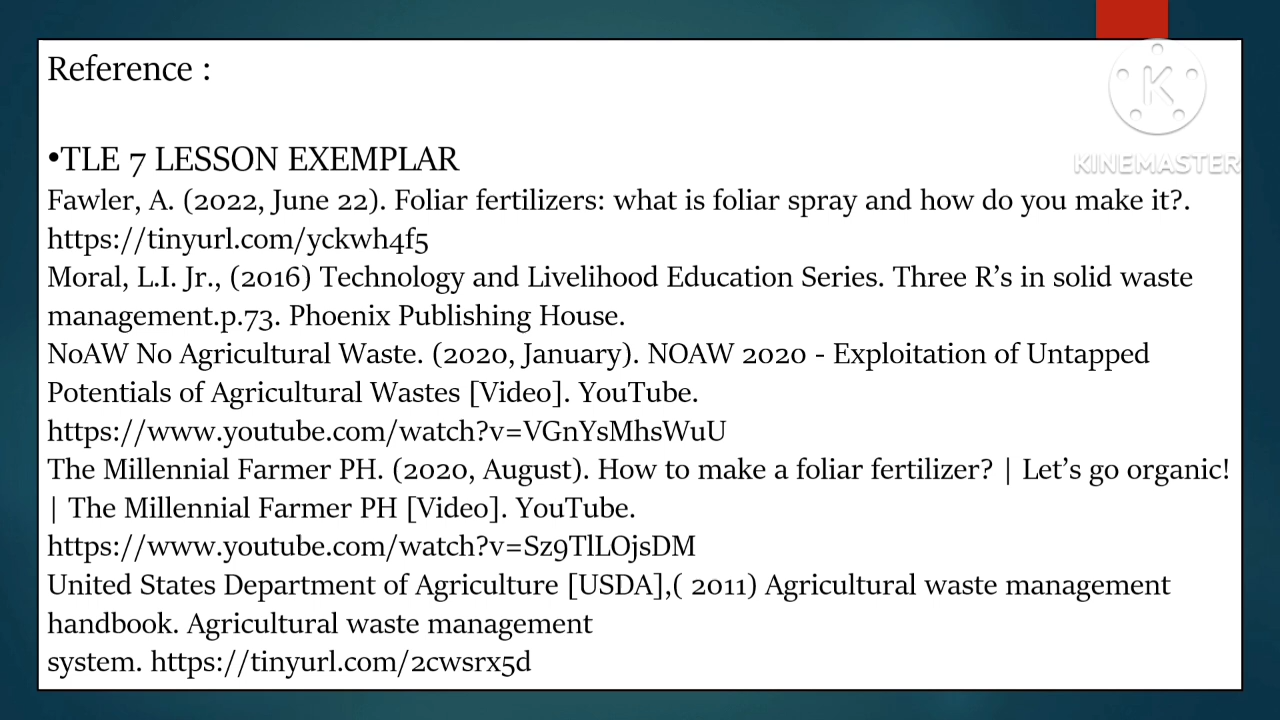 Reference :
•TLE 7 LESSON EXEMPLAR
Fawler, A. (2022, June 22). Foliar fertilizers: what is foliar spray and how do you make it?.
https://tinyurl.com/yckwh4f5
Moral, L.I. Jr., (2016) Technology and Livelihood Education Series. Three R’s in solid waste
management.p.73. Phoenix Publishing House.
NoAW No Agricultural Waste. (2020, January). NOAW 2020 - Exploitation of Untapped
Potentials of Agricultural Wastes [Video]. YouTube.
https://www.youtube.com/watch?v=VGnYsMhsWuU
The Millennial Farmer PH. (2020, August). How to make a foliar fertilizer? | Let’s go organic!
| The Millennial Farmer PH [Video]. YouTube.
https://www.youtube.com/watch?v=Sz9TlLOjsDM
United States Department of Agriculture [USDA],( 2011) Agricultural waste management
handbook. Agricultural waste management
system. https://tinyurl.com/2cwsrx5d
K
KINEMASTER